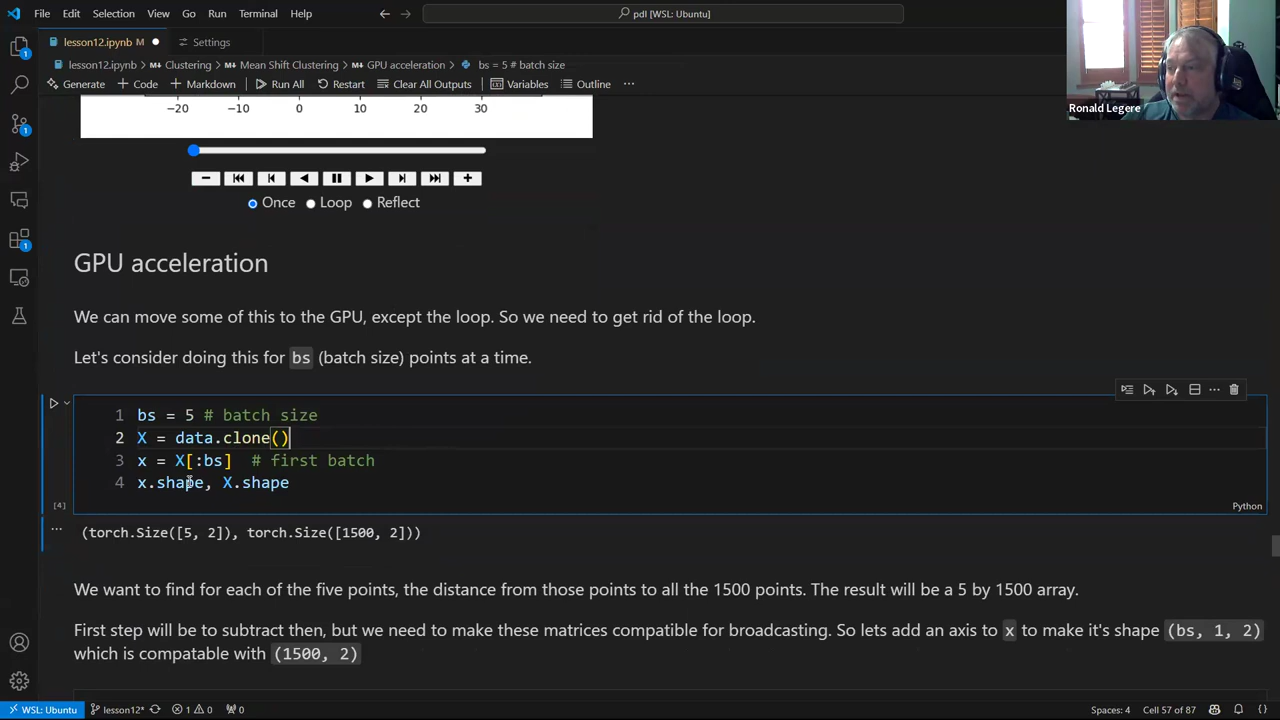 File Edit Selection View Go Run Terminal Help
pdl [WSL: Ubuntu]
lesson12.ipynb M Settings
lesson12.ipynb > Clustering > Mean Shift Clustering > GPU acceleration > bs = 5 # batch size
Generate + Code + Markdown Run All Restart Clear All Outputs Variables Outline ...
Ronald Legere
−20 −10 0 10 20 30
Once Loop Reflect
GPU acceleration
We can move some of this to the GPU, except the loop. So we need to get rid of the loop.
Let's consider doing this for bs (batch size) points at a time.
1 bs = 5 # batch size
2 X = data.clone()
3 x = X[:bs] # first batch
4 x.shape, X.shape
[4] Python
... (torch.Size([5, 2]), torch.Size([1500, 2]))
We want to find for each of the five points, the distance from those points to all the 1500 points. The result will be a 5 by 1500 array.
First step will be to subtract then, but we need to make these matrices compatible for broadcasting. So lets add an axis to x to make it's shape (bs, 1, 2)
which is compatable with (1500, 2)
WSL: Ubuntu lesson12* 1 0 0 Spaces: 4 Cell 57 of 87